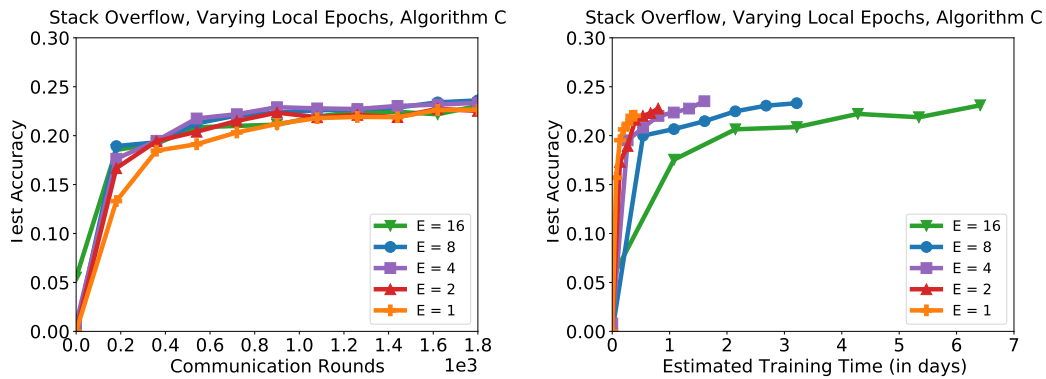 Stack Overflow, Varying Local Epochs, Algorithm C
0.30
0.25
0.20
0.15
0.10
0.05
0.00
Test Accuracy
E = 16
E = 8
E = 4
E = 2
E = 1
0.0 0.2 0.4 0.6 0.8 1.0 1.2 1.4 1.6 1.8
1e3
Communication Rounds
Stack Overflow, Varying Local Epochs, Algorithm C
0.30
0.25
0.20
0.15
0.10
0.05
0.00
Test Accuracy
E = 16
E = 8
E = 4
E = 2
E = 1
0 1 2 3 4 5 6 7
Estimated Training Time (in days)